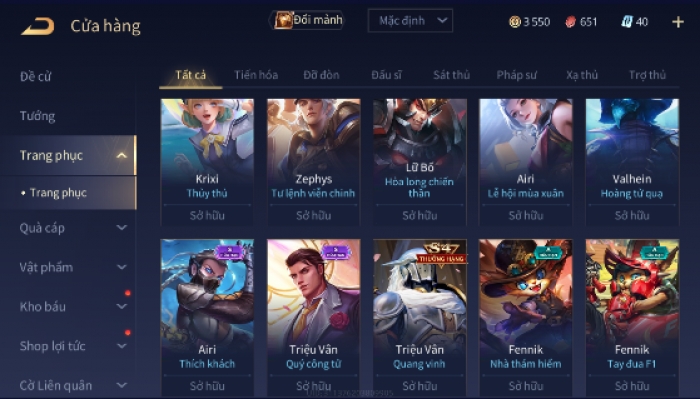 Cửa hàng
Đổi mảnh
Mặc định
3 550
651
40
Đề cử
Tướng
Trang phục
Trang phục
Quà cáp
Vật phẩm
Kho báu
Shop lợi tức
Cờ Liên quân
Tất cả Tiến hóa Đỡ đòn Đấu sĩ Sát thủ Pháp sư Xạ thủ Trợ thủ
Krixi
Thủy thủ
Sở hữu
Zephys
Tư lệnh viễn chinh
Sở hữu
Lữ Bố
Hỏa long chiến
thần
Sở hữu
Airi
Lễ hội mùa xuân
Sở hữu
Valhein
Hoàng tử quạ
Sở hữu
Airi
Thích khách
Sở hữu
Triệu Vân
Quý công tử
Sở hữu
S4
THƯỞNG HẠNG
Triệu Vân
Quang vinh
Sở hữu
Fennik
Nhà thám hiểm
Sở hữu
Fennik
Tay đua F1
Sở hữu